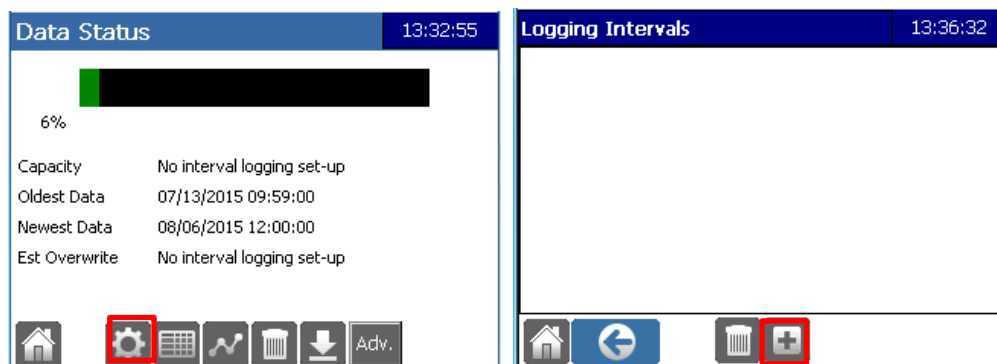 Data Status 13:32:55
6%
Capacity No interval logging set-up
Oldest Data 07/13/2015 09:59:00
Newest Data 08/06/2015 12:00:00
Est Overwrite No interval logging set-up
Adv.
Logging Intervals 13:36:32